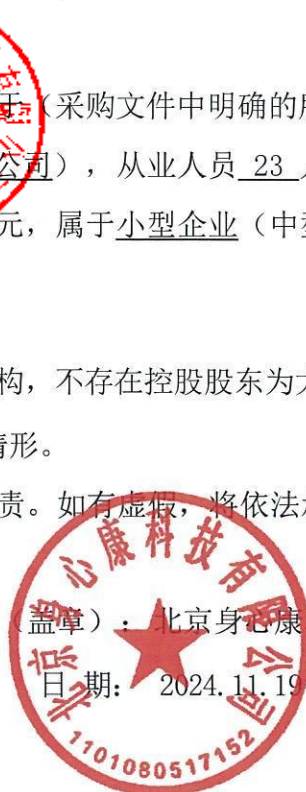 于（采购文件中明确的
公司），从业人员 23
元，属于小型企业（中
构，不存在控股股东为大
情形。
责。如有虚假，将依法
（盖章）：北京身心康
日 期： 2024.11.19
北京身心康科技有限公司
1101080517152